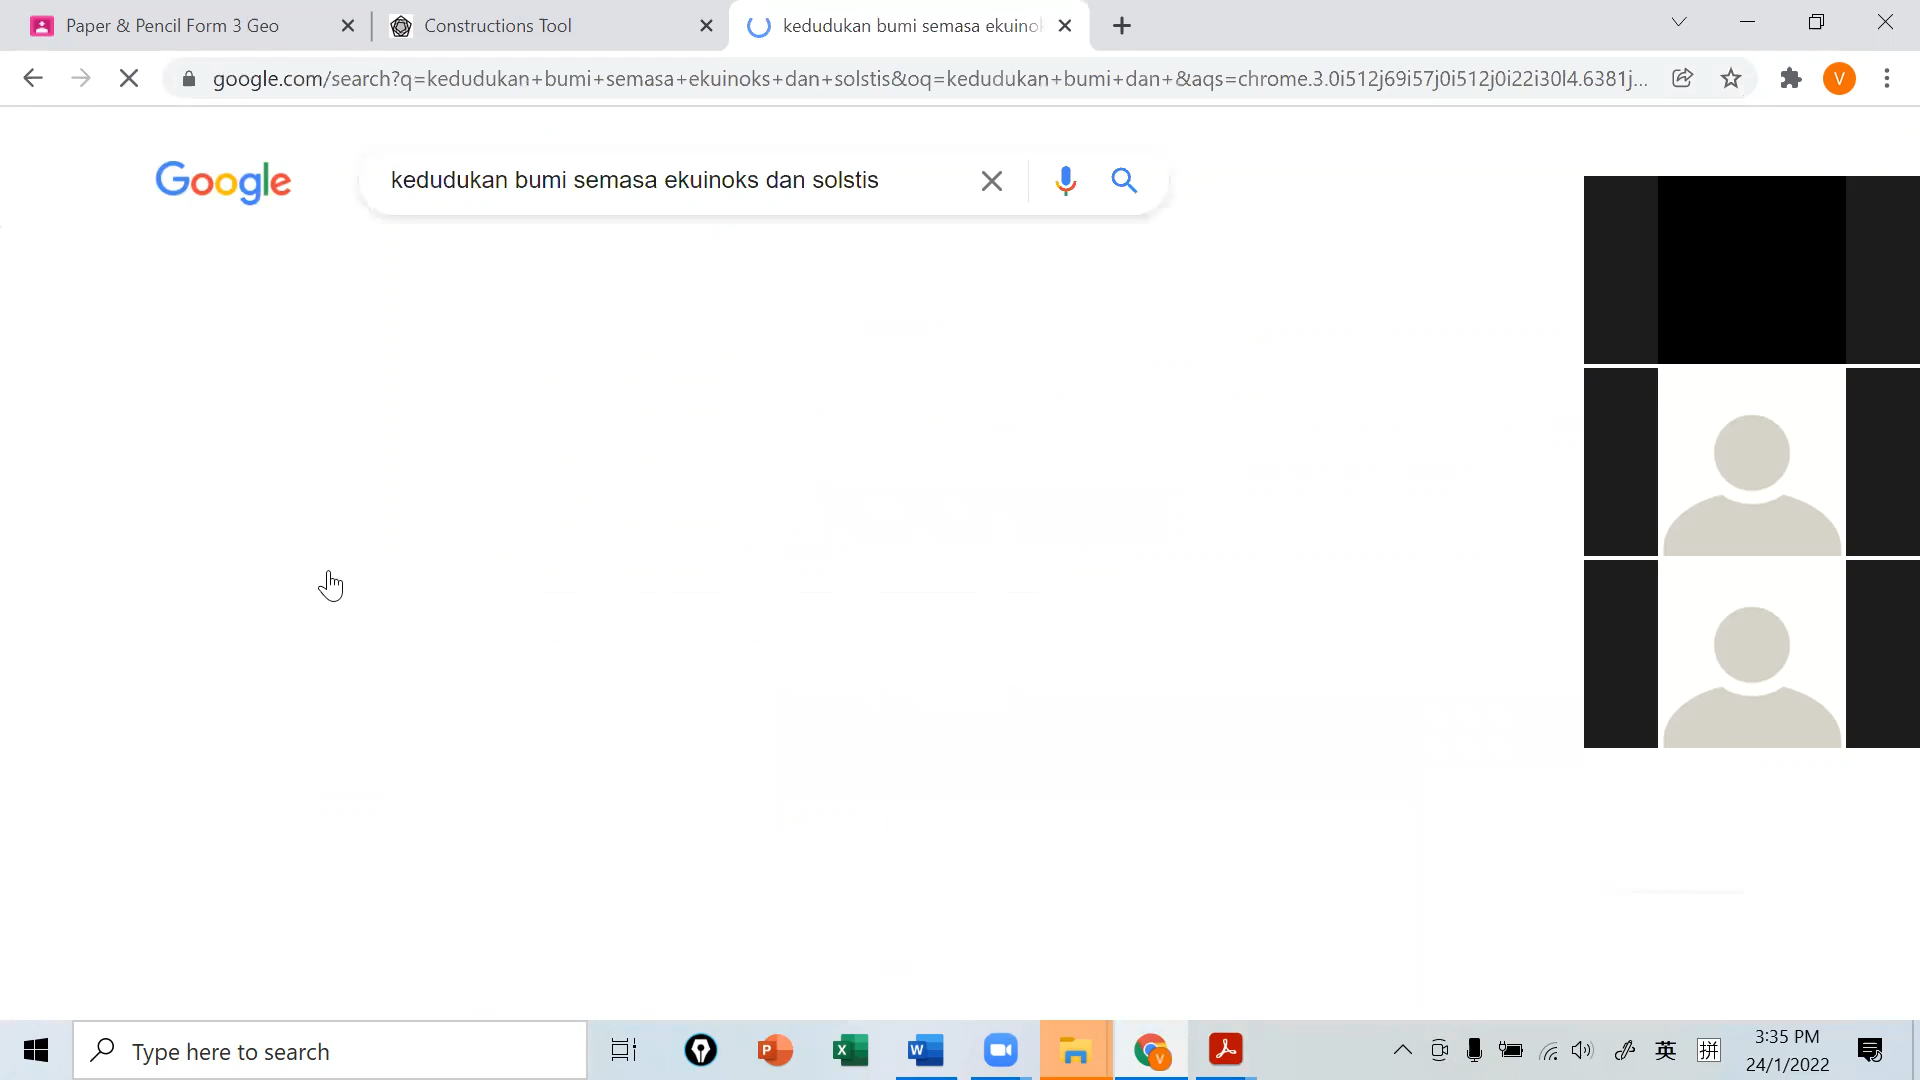 Paper & Pencil Form 3 Geo
Constructions Tool
kedudukan bumi semasa ekuino
google.com/search?q=kedudukan+bumi+semasa+ekuinoks+dan+solstis&oq=kedudukan+bumi+dan+&aqs=chrome.3.0i512j69i57j0i512j0i22i30l4.6381j...
V
Google
kedudukan bumi semasa ekuinoks dan solstis
Type here to search
P
X
W
V
英
拼
3:35 PM
24/1/2022